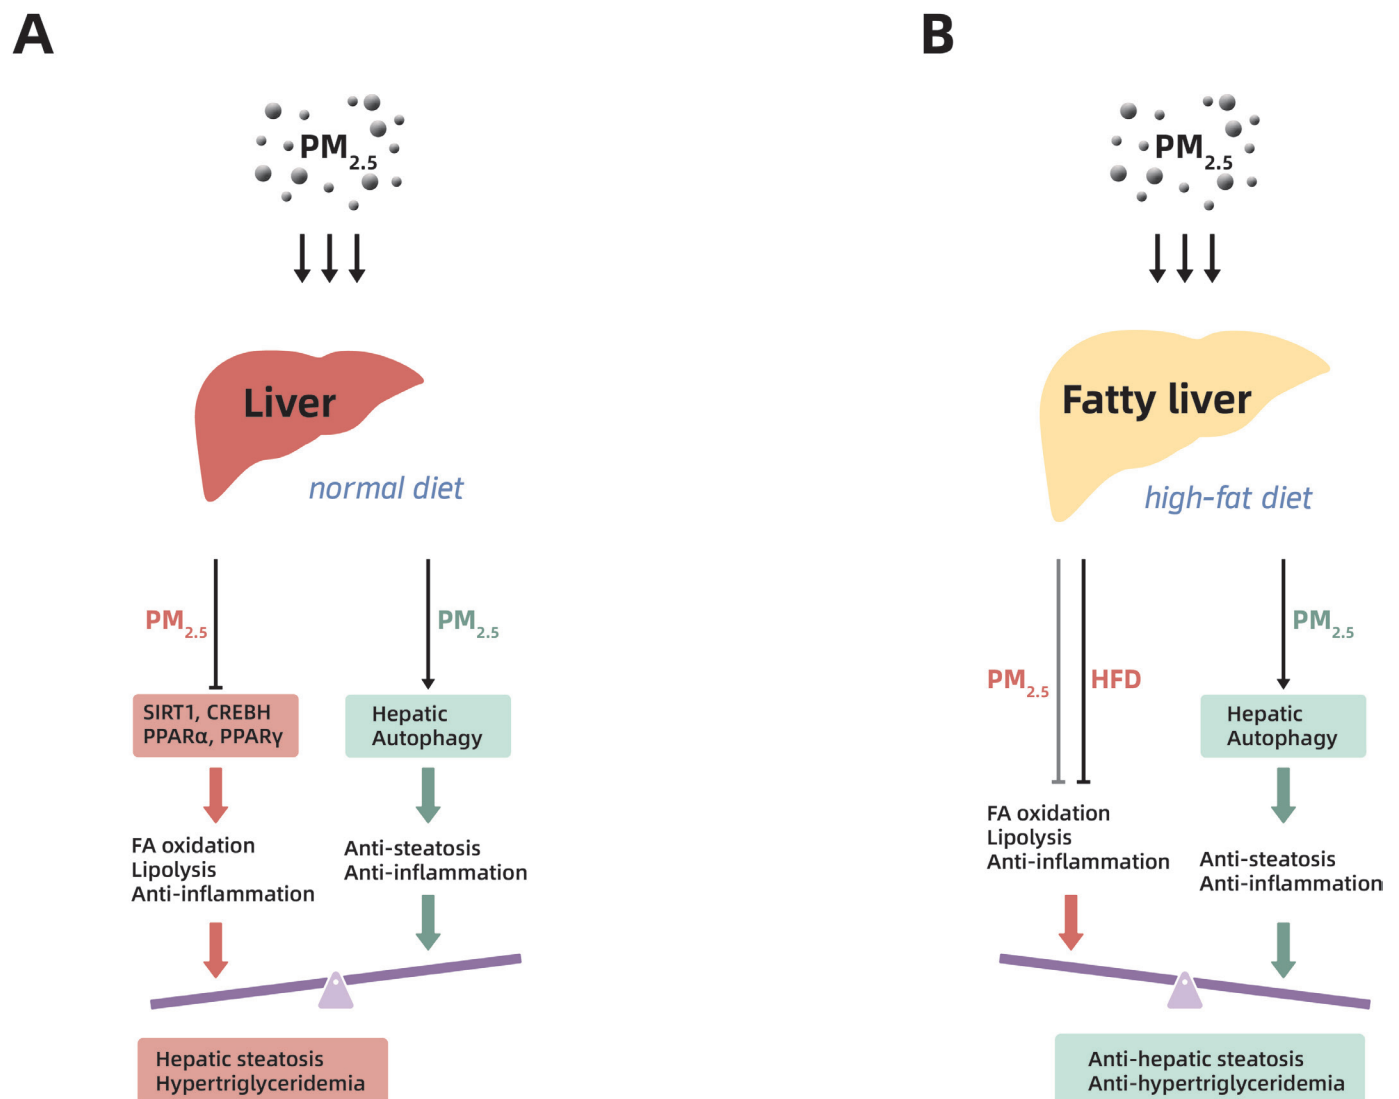 A
PM2.5
Liver
normal diet
PM2.5
PM2.5
SIRT1, CREBH
PPARα, PPARγ
Hepatic
Autophagy
FA oxidation
Lipolysis
Anti-inflammation
Anti-steatosis
Anti-inflammation
Hepatic steatosis
Hypertriglyceridemia
B
PM2.5
Fatty liver
high-fat diet
PM2.5
HFD
PM2.5
Hepatic
Autophagy
FA oxidation
Lipolysis
Anti-inflammation
Anti-steatosis
Anti-inflammation
Anti-hepatic steatosis
Anti-hypertriglyceridemia